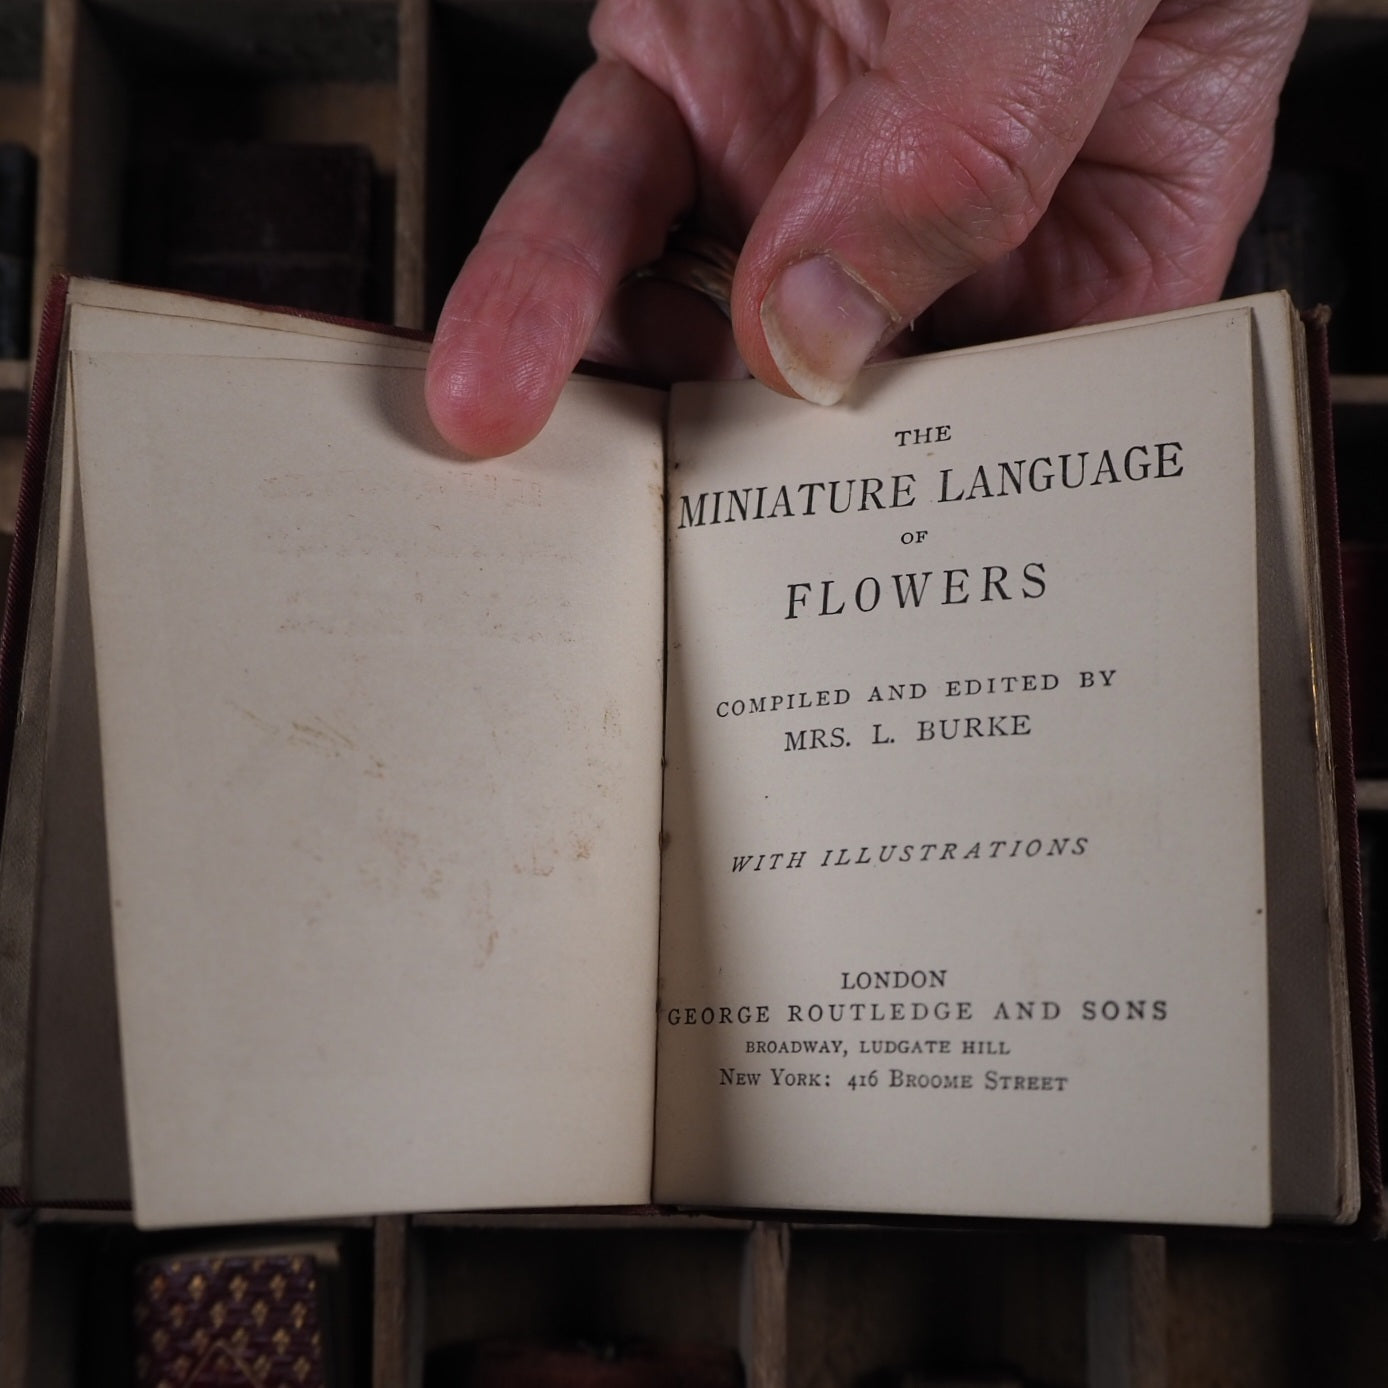 THE
MINIATURE LANGUAGE
OF
FLOWERS
COMPILED AND EDITED BY
MRS. L. BURKE
WITH ILLUSTRATIONS
LONDON
GEORGE ROUTLEDGE AND SONS
BROADWAY, LUDGATE HILL
NEW YORK: 416 BROOME STREET